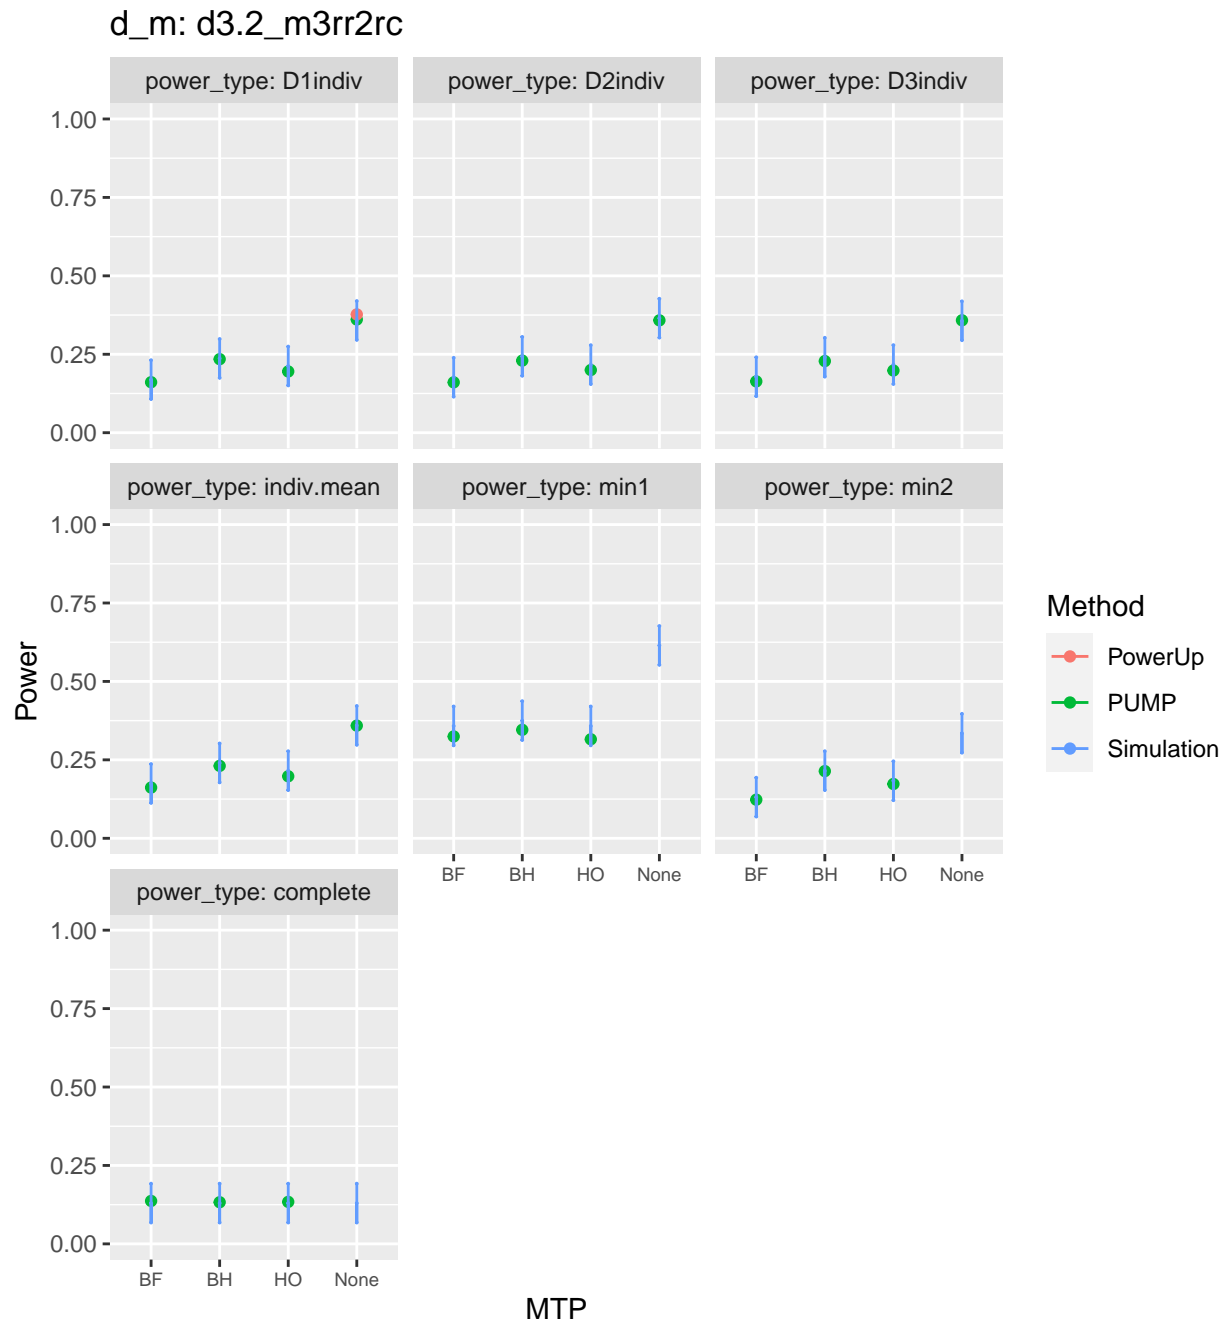 d_m: d3.2_m3rr2rc
power_type: D1indiv power_type: D2indiv power_type: D3indiv
1.00
0.75
0.50
0.25
0.00
power_type: indiv.mean power_type: min1 power_type: min2
1.00
0.75
0.50
0.25
0.00
BF BH HO None BF BH HO None
power_type: complete
1.00
0.75
0.50
0.25
0.00
BF BH HO None
Power
MTP
Method
PowerUp
PUMP
Simulation